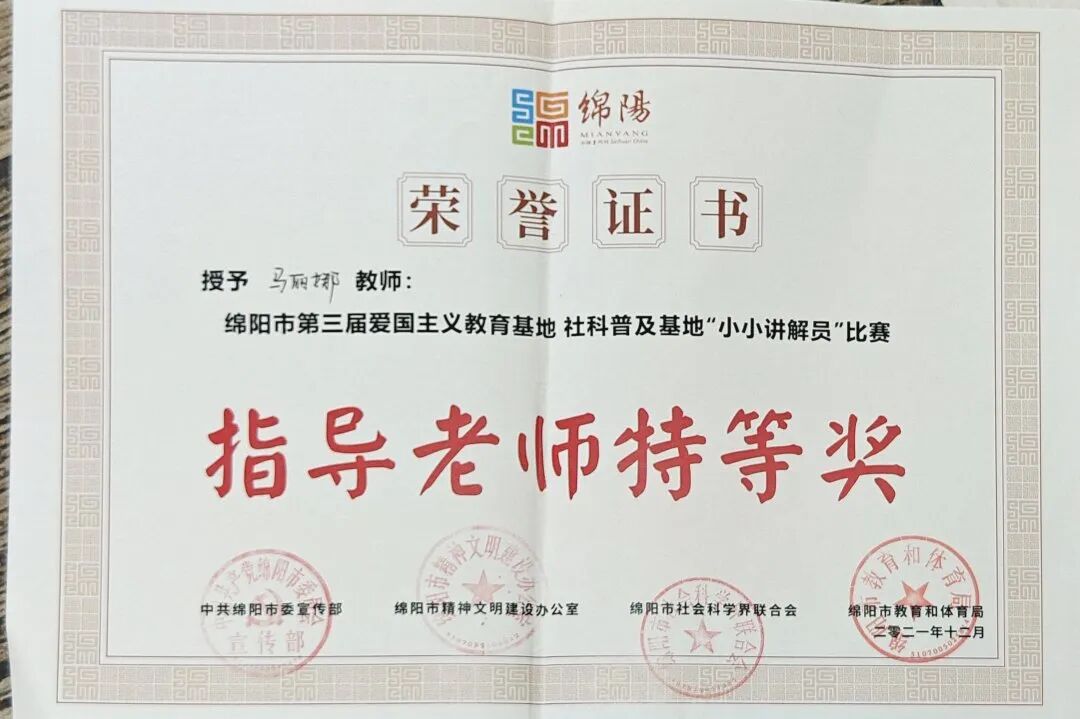 绵陽
MIANYANG
荣誉证书
授予 马丽娜 教师：
绵阳市第三届爱国主义教育基地 社科普及基地“小小讲解员”比赛
指导老师特等奖
中共绵阳市委宣传部
绵阳市精神文明建设办公室
绵阳市社会科学界联合会
绵阳市教育和体育局
二零二一年十二月
宣传部